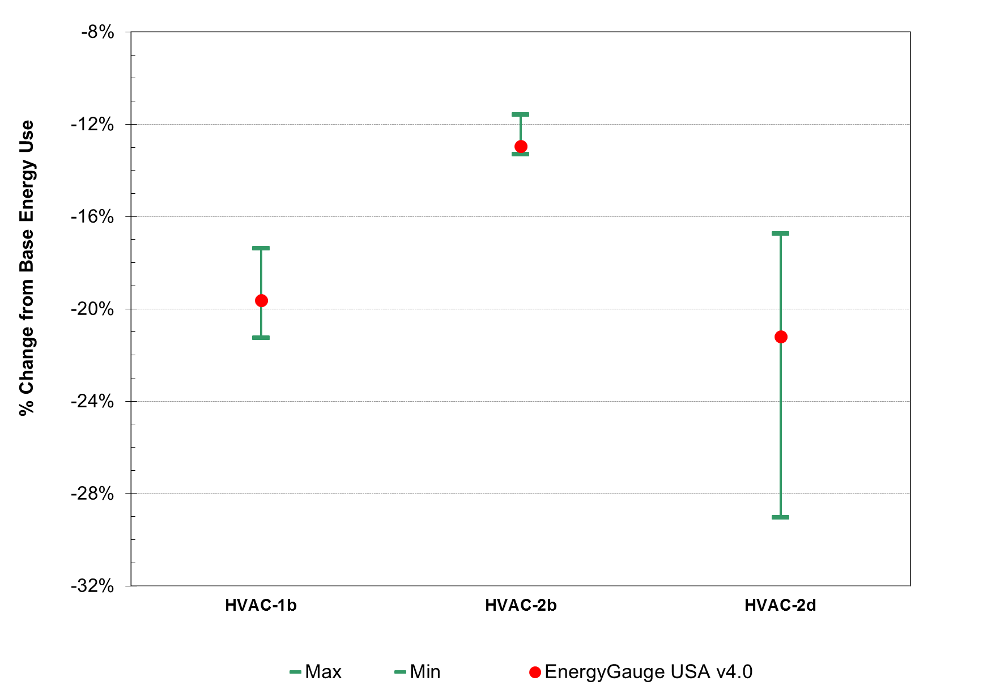 % Change from Base Energy Use
-8%
-12%
-16%
-20%
-24%
-28%
-32%
HVAC-1b HVAC-2b HVAC-2d
Max Min EnergyGauge USA v4.0